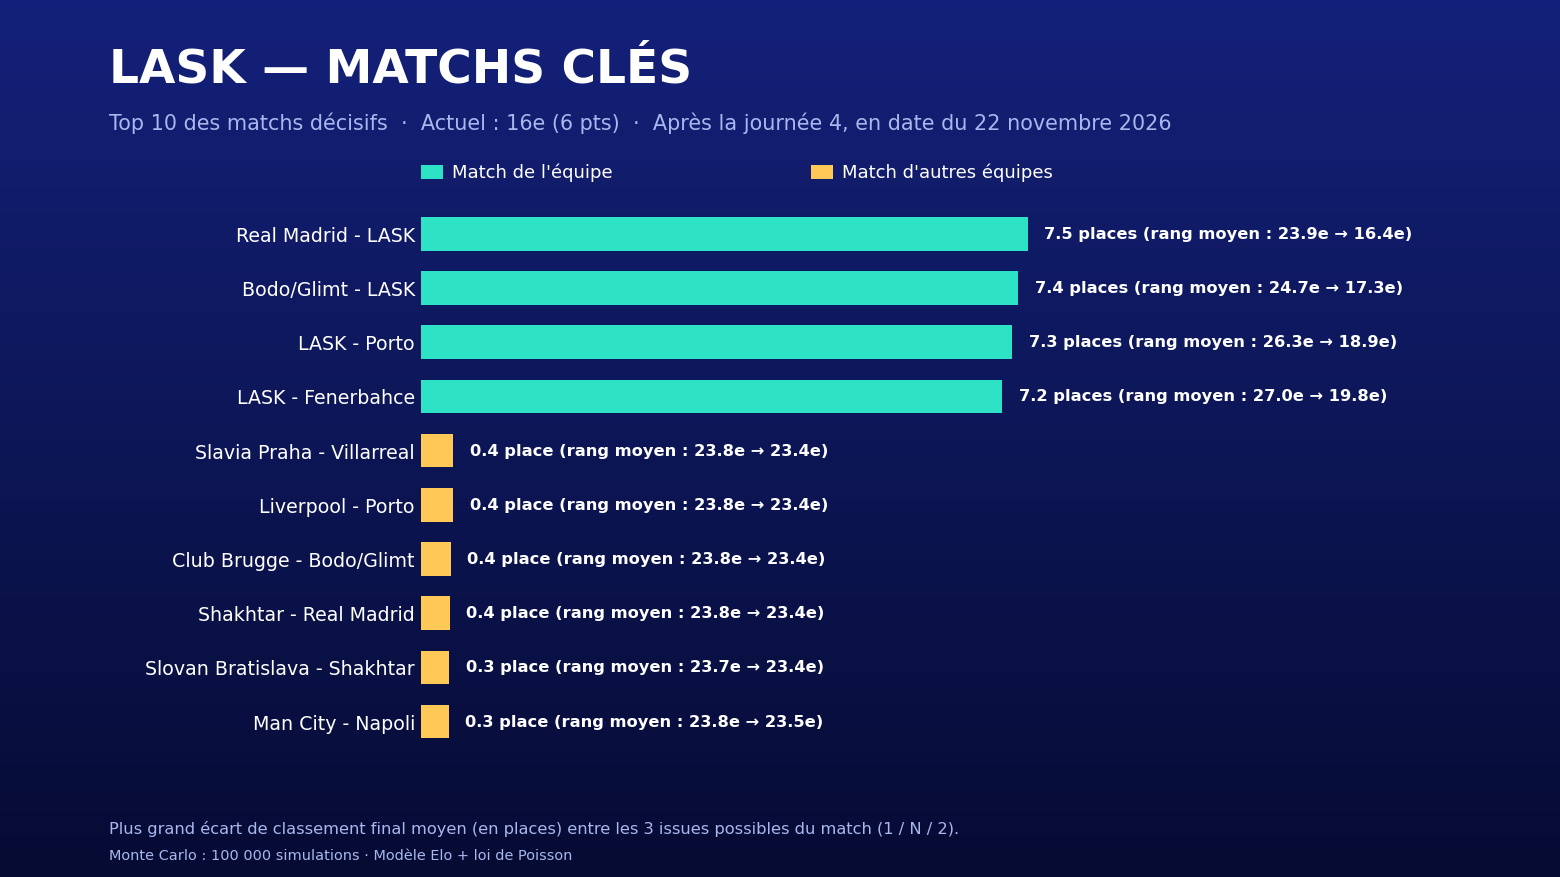 LASK — MATCHS CLÉS
Top 10 des matchs décisifs · Actuel : 16e (6 pts) · Après la journée 4, en date du 22 novembre 2026
Match de l'équipe Match d'autres équipes
Real Madrid - LASK 7.5 places (rang moyen : 23.9e → 16.4e)
Bodo/Glimt - LASK 7.4 places (rang moyen : 24.7e → 17.3e)
LASK - Porto 7.3 places (rang moyen : 26.3e → 18.9e)
LASK - Fenerbahce 7.2 places (rang moyen : 27.0e → 19.8e)
Slavia Praha - Villarreal 0.4 place (rang moyen : 23.8e → 23.4e)
Liverpool - Porto 0.4 place (rang moyen : 23.8e → 23.4e)
Club Brugge - Bodo/Glimt 0.4 place (rang moyen : 23.8e → 23.4e)
Shakhtar - Real Madrid 0.4 place (rang moyen : 23.8e → 23.4e)
Slovan Bratislava - Shakhtar 0.3 place (rang moyen : 23.7e → 23.4e)
Man City - Napoli 0.3 place (rang moyen : 23.8e → 23.5e)
Plus grand écart de classement final moyen (en places) entre les 3 issues possibles du match (1 / N / 2).
Monte Carlo : 100 000 simulations · Modèle Elo + loi de Poisson